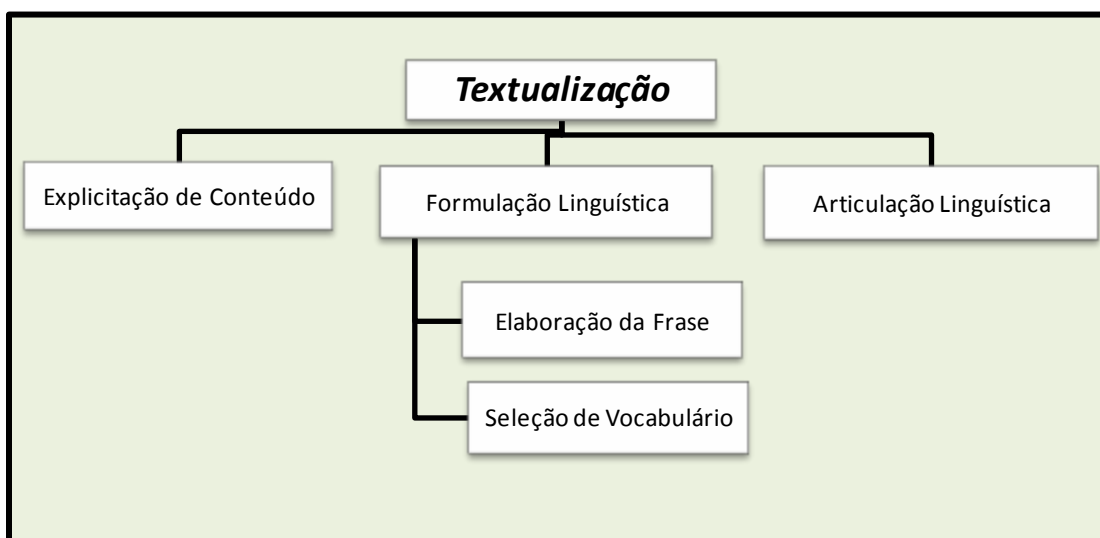 Textualização
Explicitação de Conteúdo
Formulação Linguística
Articulação Linguística
Elaboração da Frase
Seleção de Vocabulário